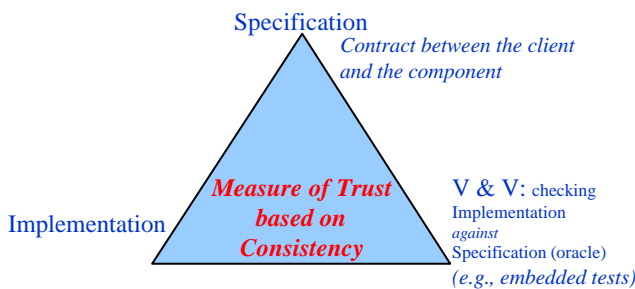 Specification
Contract between the client
and the component
Measure of Trust
based on
Consistency
Implementation
V & V: checking
Implementation
against
Specification (oracle)
(e.g., embedded tests)